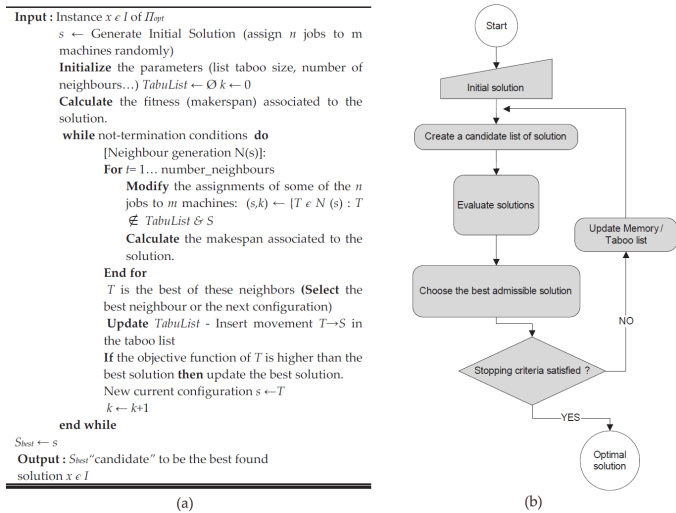 Input : Instance x ϵ I of Π opt
s ← Generate Initial Solution (assign n jobs to m
machines randomly)
Initialize the parameters (list taboo size, number of
neighbours…) TabuList ← Ø k ← 0
Calculate the fitness (makerspan) associated to the
solution.
while not-termination conditions do
[Neighbour generation N(s)]:
For t= 1… number_neighbours
Modify the assignments of some of the n
jobs to m machines: (s,k) ← {T ϵ N (s) : T
∉ TabuList & S
Calculate the makespan associated to the
solution.
End for
T is the best of these neighbors (Select the
best neighbour or the next configuration)
Update TabuList - Insert movement T→S in
the taboo list
If the objective function of T is higher than the
best solution then update the best solution.
New current configuration s ←T
k ← k+1
end while
Sbest ← s
Output : Sbest“candidate” to be the best found
solution x ϵ I
(a)
Start
Initial solution
Create a candidate list of solution
Evaluate solutions
Update Memory /
Taboo list
Choose the best admissible solution
NO
Stopping criteria satisfied ?
YES
Optimal
solution
(b)